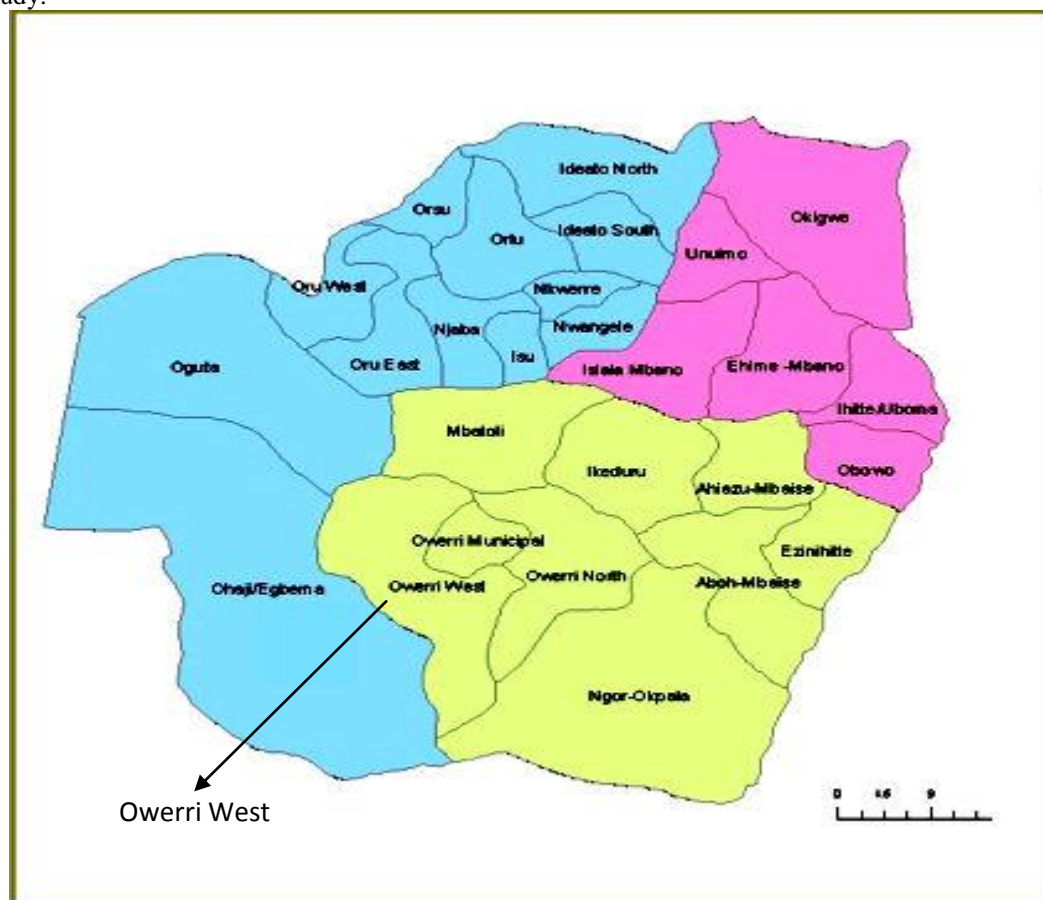 udy.
Ideato North
Orsu
Okigwe
Orlu
Ideato South
Unuimo
Oru West
Nkwerre
Njaba
Nwangele
Isu
Oguta
Oru East
Isiala Mbano
Ehime -Mbano
Ihitte/Uboma
Mbatoli
Ikeduru
Obowo
Ahiazu-Mbaise
Owerri Municipal
Ezinihitte
Owerri North
Aboh-Mbaise
Ohaji/Egbema
Owerri West
Ngor-Okpala
0 9
Owerri West